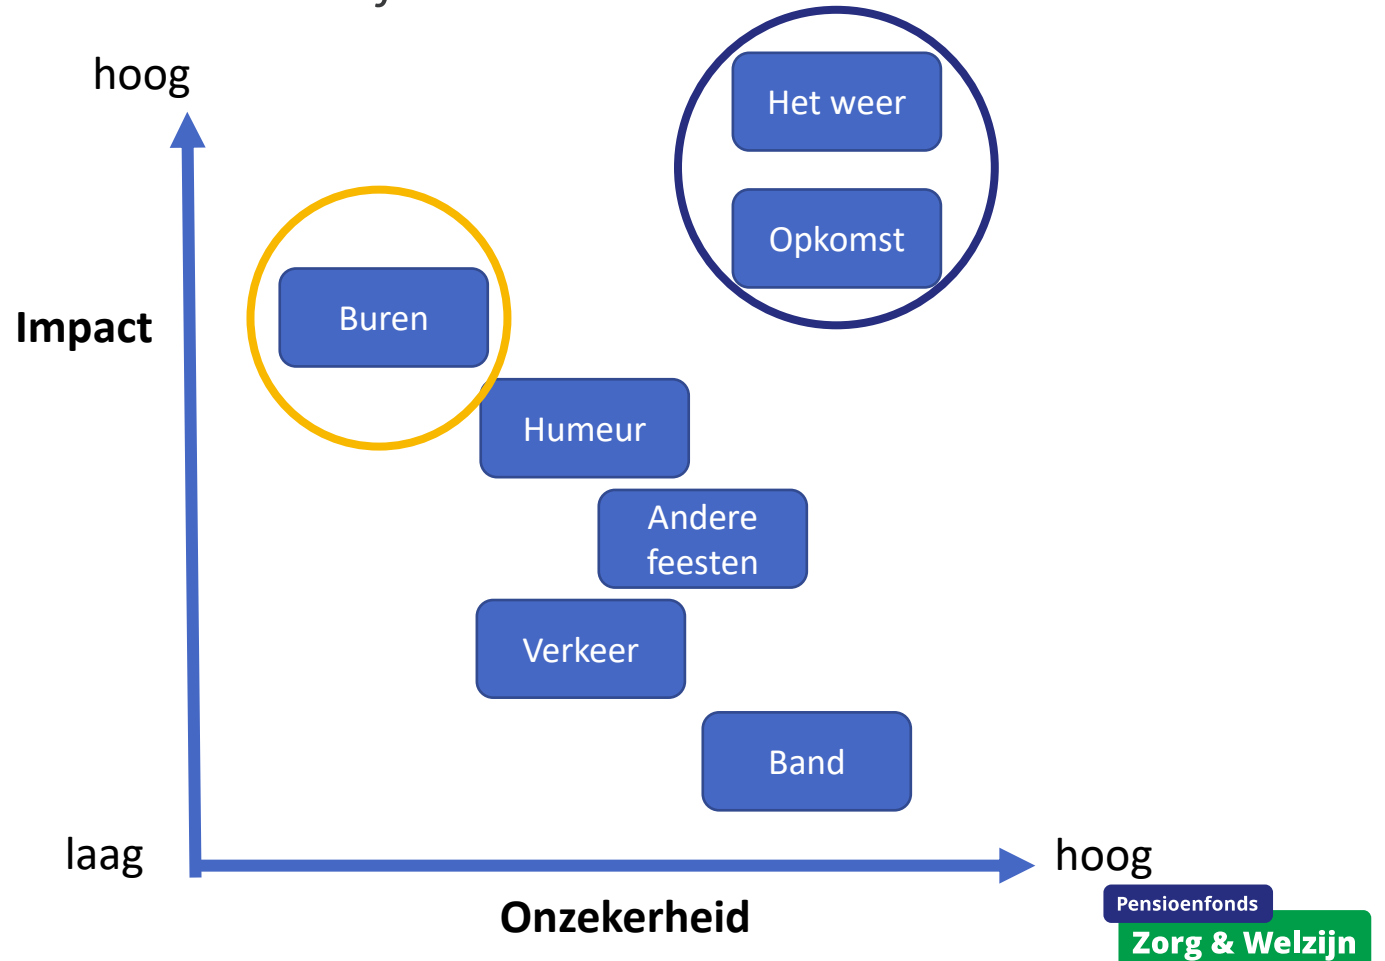 hoog
Het weer
Opkomst
Buren
Impact
Humeur
Andere
feesten
Verkeer
Band
laag
hoog
Onzekerheid
Pensioenfonds
Zorg & Welzijn